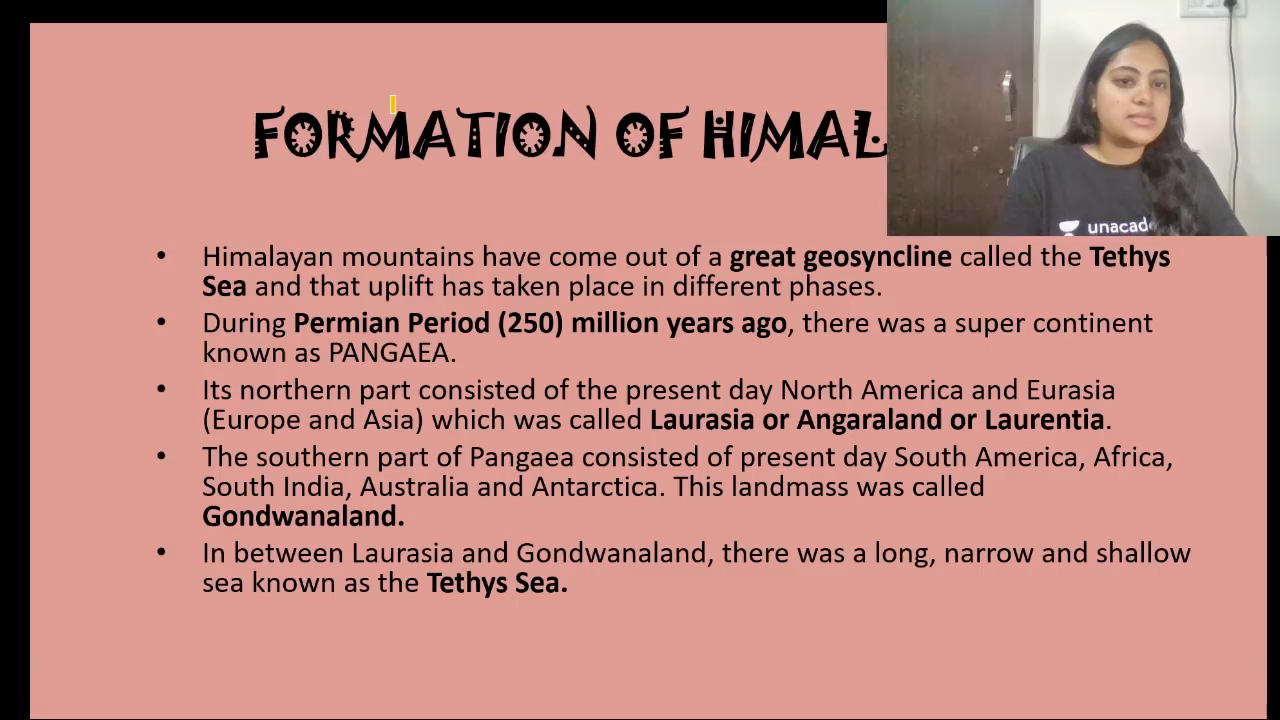 FORMATION OF HIMAL
unacade
• Himalayan mountains have come out of a great geosyncline called the Tethys
Sea and that uplift has taken place in different phases.
• During Permian Period (250) million years ago, there was a super continent
known as PANGAEA.
• Its northern part consisted of the present day North America and Eurasia
(Europe and Asia) which was called Laurasia or Angaraland or Laurentia.
• The southern part of Pangaea consisted of present day South America, Africa,
South India, Australia and Antarctica. This landmass was called
Gondwanaland.
• In between Laurasia and Gondwanaland, there was a long, narrow and shallow
sea known as the Tethys Sea.